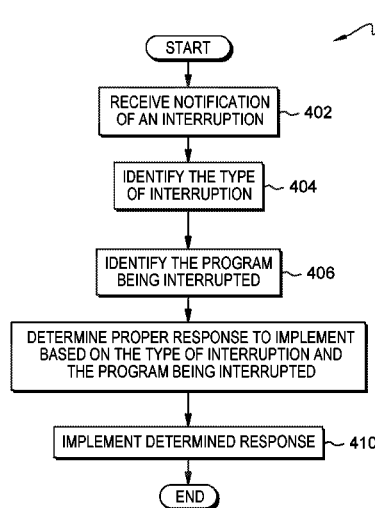 START
RECEIVE NOTIFICATION
OF AN INTERRUPTION
402
IDENTIFY THE TYPE
OF INTERRUPTION
404
IDENTIFY THE PROGRAM
BEING INTERRUPTED
406
DETERMINE PROPER RESPONSE TO IMPLEMENT
BASED ON THE TYPE OF INTERRUPTION AND
THE PROGRAM BEING INTERRUPTED
IMPLEMENT DETERMINED RESPONSE
410
END